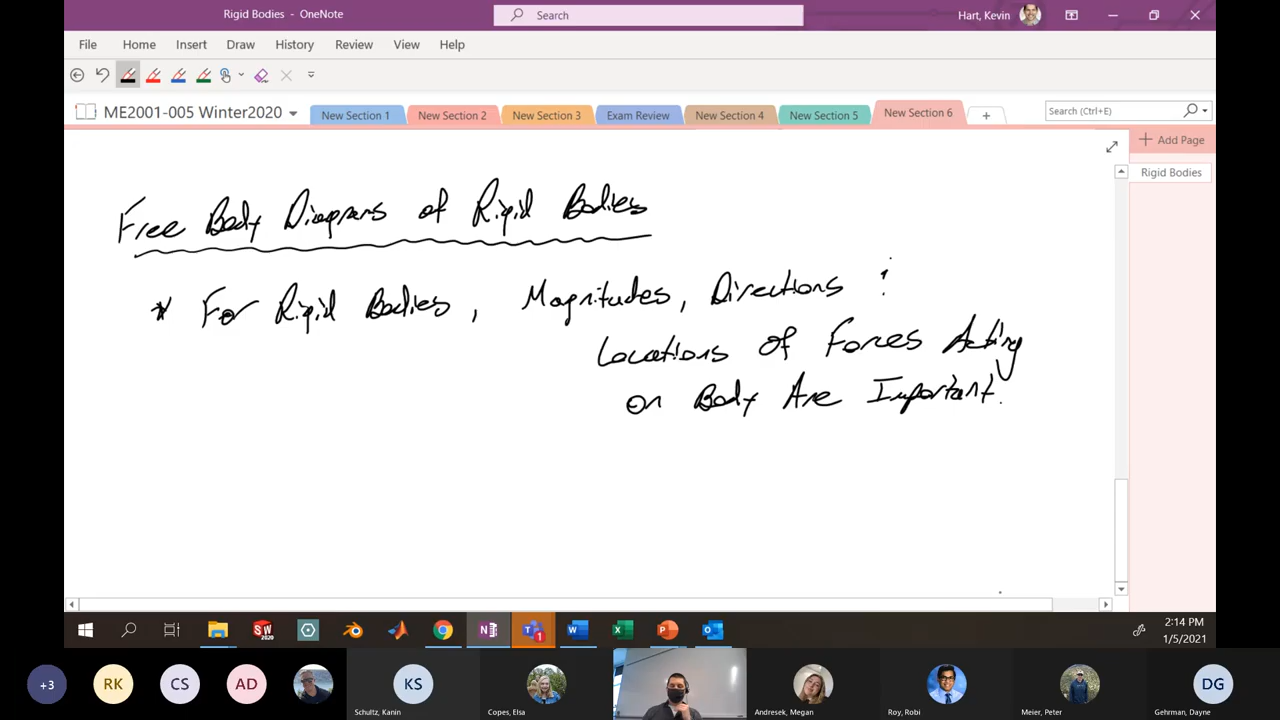 Rigid Bodies - OneNote
Search
Hart, Kevin
File Home Insert Draw History Review View Help
ME2001-005 Winter2020
New Section 1
New Section 2
New Section 3
Exam Review
New Section 4
New Section 5
New Section 6
Search (Ctrl+E)
Add Page
Rigid Bodies
Free Body Diagrams of Rigid Bodies
* For Rigid Bodies, Magnitudes, Directions &
Locations of Forces Acting
on Body Are Important.
SW
2020
N
T
1
W
X
P
O
2:14 PM
1/5/2021
+3
RK
CS
AD
KS
DG
Schultz, Kanin
Copes, Elsa
Andresek, Megan
Roy, Robi
Meier, Peter
Gehrman, Dayne